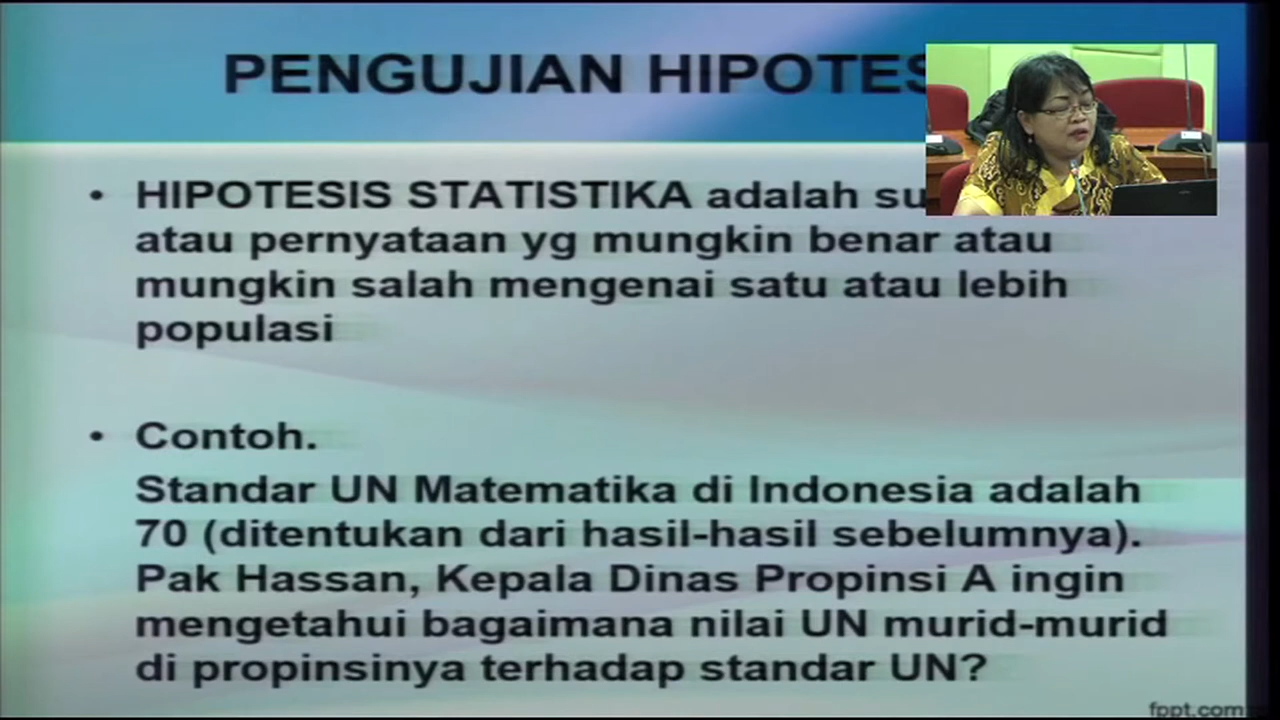 PENGUJIAN HIPOTES
• HIPOTESIS STATISTIKA adalah su
atau pernyataan yg mungkin benar atau
mungkin salah mengenai satu atau lebih
populasi
• Contoh.
Standar UN Matematika di Indonesia adalah
70 (ditentukan dari hasil-hasil sebelumnya).
Pak Hassan, Kepala Dinas Propinsi A ingin
mengetahui bagaimana nilai UN murid-murid
di propinsinya terhadap standar UN?
fppt.com